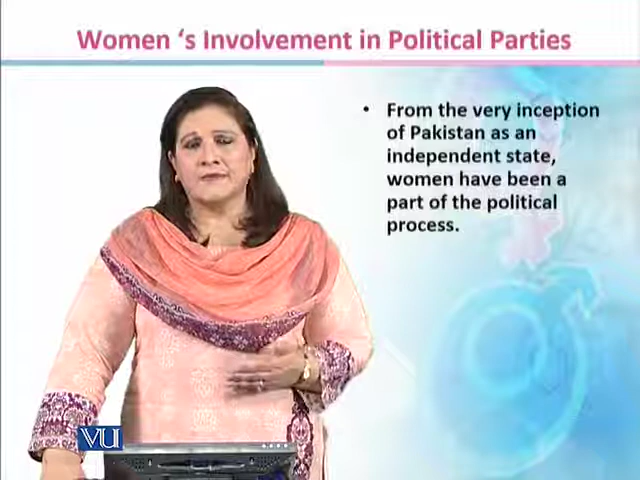 Women ‘s Involvement in Political Parties
• From the very inception
of Pakistan as an
independent state,
women have been a
part of the political
process.
VU